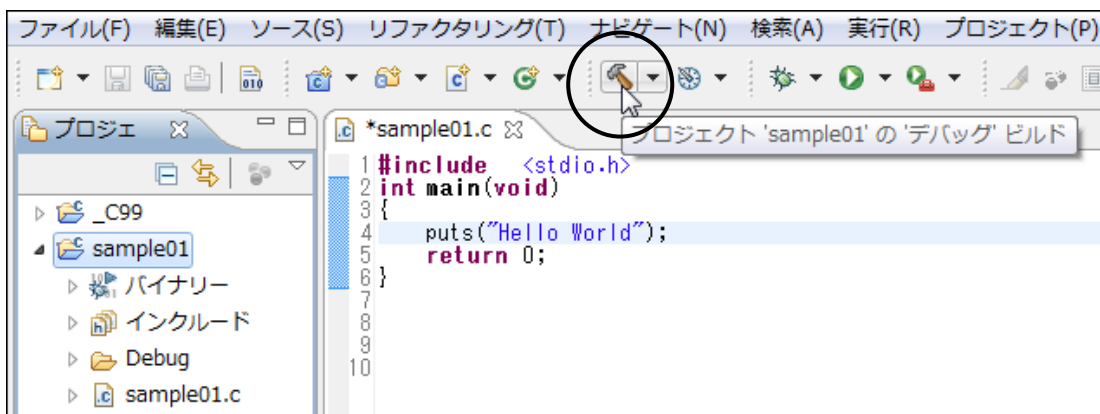 ファイル(F) 編集(E) ソース(S) リファクタリング(T) ナビゲート(N) 検索(A) 実行(R) プロジェクト(P)
010
プロジェ
*sample01.c
プロジェクト 'sample01' の 'デバッグ' ビルド
_C99
sample01
バイナリー
インクルード
Debug
sample01.c
1 #include <stdio.h>
2 int main(void)
3 {
4 puts("Hello World");
5 return 0;
6 }
7
8
9
10